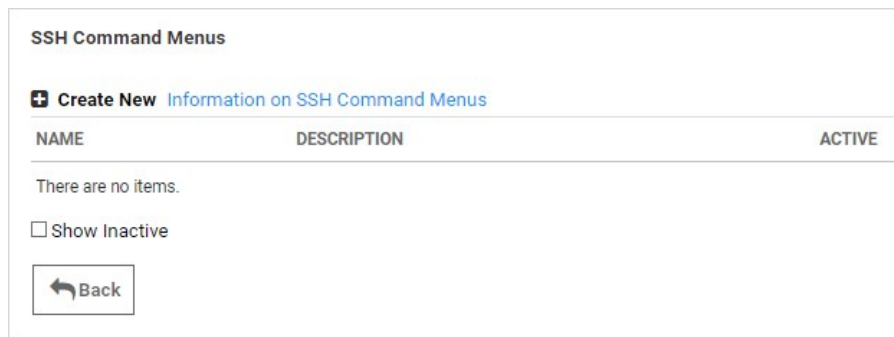 SSH Command Menus
Create New Information on SSH Command Menus
NAME DESCRIPTION ACTIVE
There are no items.
Show Inactive
Back